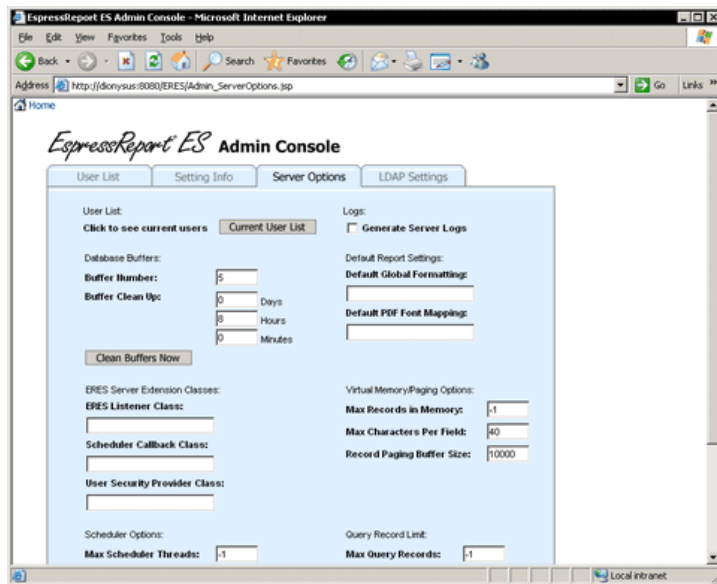 EspressReport ES Admin Console - Microsoft Internet Explorer
File Edit View Favorites Tools Help
Back Search Favorites
Address http://dionysus:8080/ERES/Admin_ServerOptions.jsp Go Links »
Home
EspressReport ES Admin Console
User List Setting Info Server Options LDAP Settings
User List: Logs:
Click to see current users Current User List Generate Server Logs
Database Buffers: Default Report Settings:
Buffer Number: 5 Default Global Formatting:
Buffer Clean Up: 0 Days
Default PDF Font Mapping:
8 Hours
0 Minutes
Clean Buffers Now
ERES Server Extension Classes: Virtual Memory/Paging Options:
ERES Listener Class: Max Records in Memory: -1
Max Characters Per Field: 40
Scheduler Callback Class:
Record Paging Buffer Size: 10000
User Security Provider Class:
Scheduler Options: Query Record Limit:
Max Scheduler Threads: -1 Max Query Records: -1
Local intranet